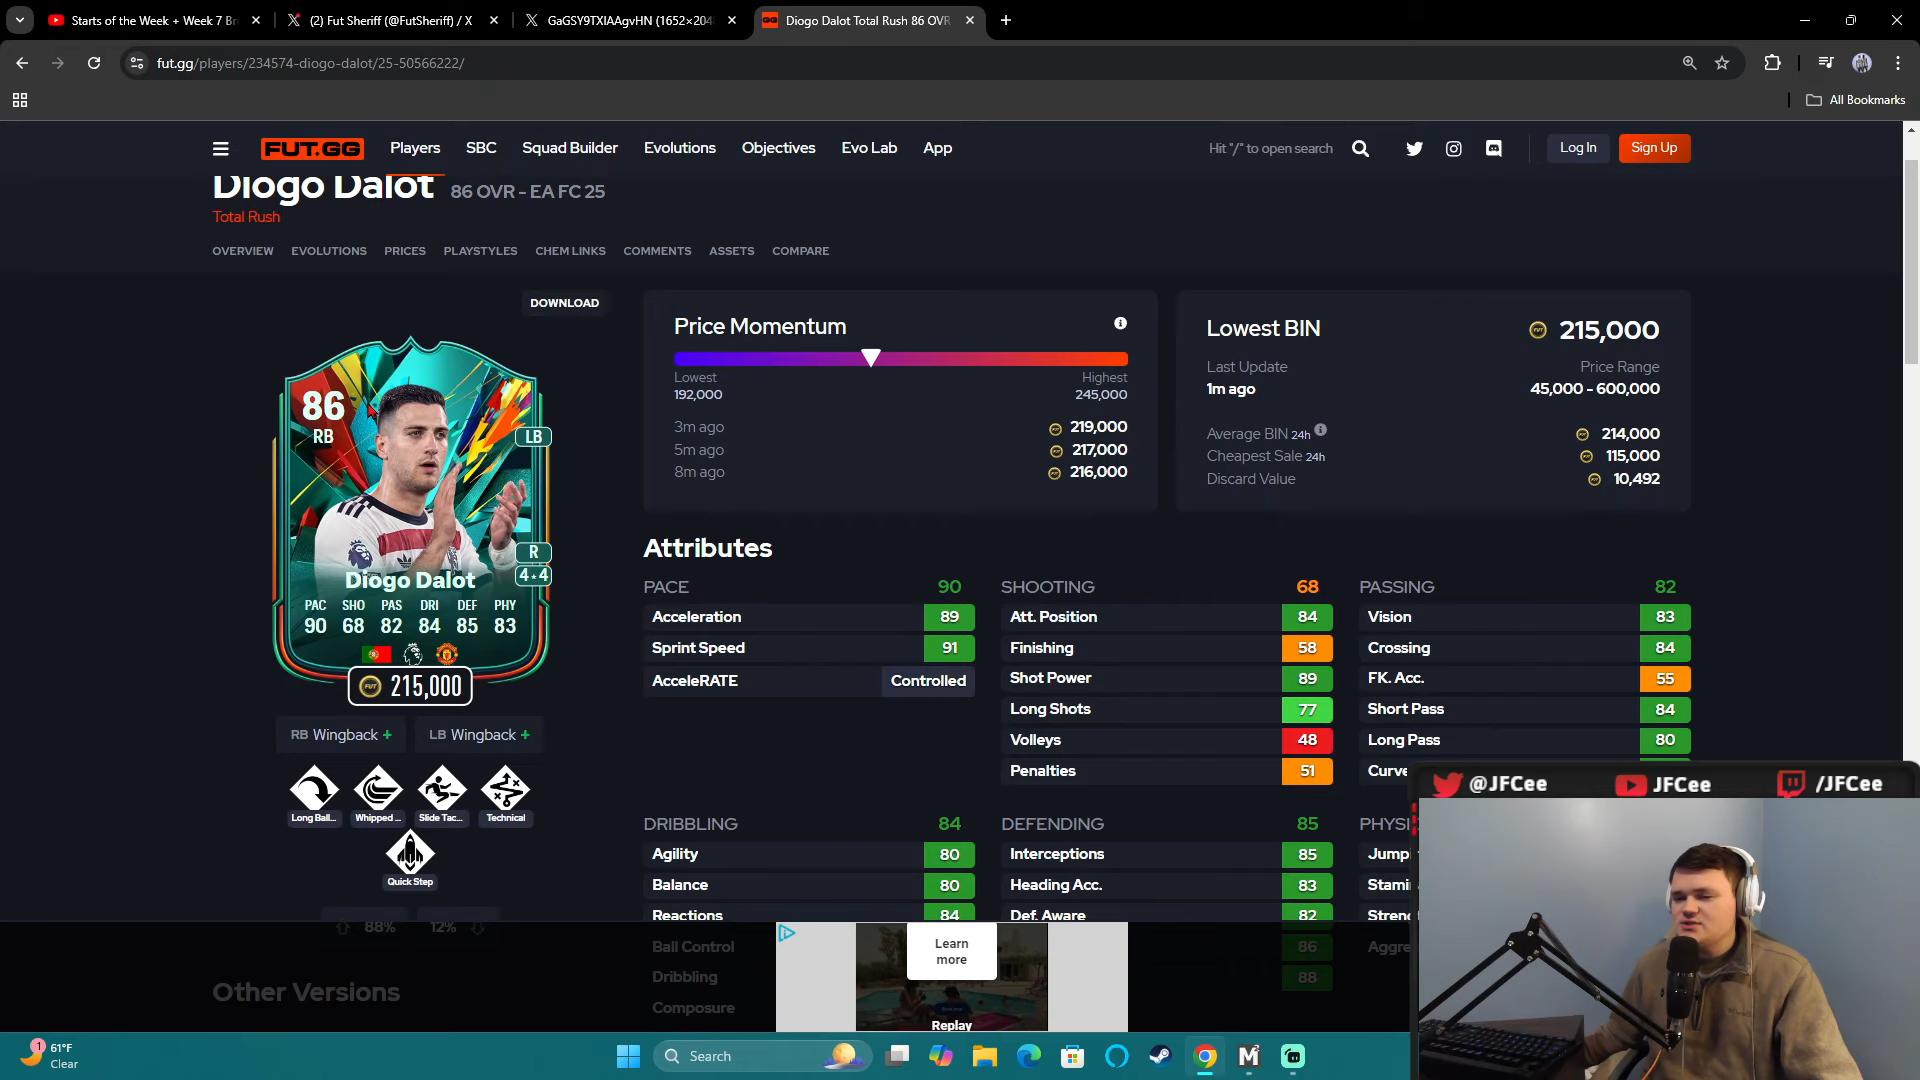 Starts of the Week + Week 7 Br
(2) Fut Sheriff (@FutSheriff) / X
GaGSY9TXIAAgvHN (1652×204
Diogo Dalot Total Rush 86 OVR
fut.gg/players/234574-diogo-dalot/25-50566222/
All Bookmarks
FUT.GG
Players
SBC
Squad Builder
Evolutions
Objectives
Evo Lab
App
Hit "/" to open search
Log In
Sign Up
Diogo Dalot 86 OVR - EA FC 25
Total Rush
OVERVIEW
EVOLUTIONS
PRICES
PLAYSTYLES
CHEM LINKS
COMMENTS
ASSETS
COMPARE
DOWNLOAD
86
RB
LB
R
4★4
Diogo Dalot
PAC SHO PAS DRI DEF PHY
90 68 82 84 85 83
215,000
RB Wingback +
LB Wingback +
Long Ball...
Whipped ...
Slide Tac...
Technical
Quick Step
88%
12%
Other Versions
Price Momentum
Lowest
192,000
Highest
245,000
3m ago 219,000
5m ago 217,000
8m ago 216,000
Lowest BIN 215,000
Last Update
1m ago
Price Range
45,000 - 600,000
Average BIN 24h 214,000
Cheapest Sale 24h 115,000
Discard Value 10,492
Attributes
PACE 90
Acceleration 89
Sprint Speed 91
AcceleRATE Controlled
SHOOTING 68
Att. Position 84
Finishing 58
Shot Power 89
Long Shots 77
Volleys 48
Penalties 51
PASSING 82
Vision 83
Crossing 84
FK. Acc. 55
Short Pass 84
Long Pass 80
Curve
DRIBBLING 84
Agility 80
Balance 80
Reactions 84
Ball Control
Dribbling
Composure
DEFENDING 85
Interceptions 85
Heading Acc. 83
Def. Aware 82
86
88
PHYSI
Jumpi
Stami
Stren
Aggre
@JFCee
JFCee
/JFCee
Learn
more
Replay
1
61°F
Clear
Search